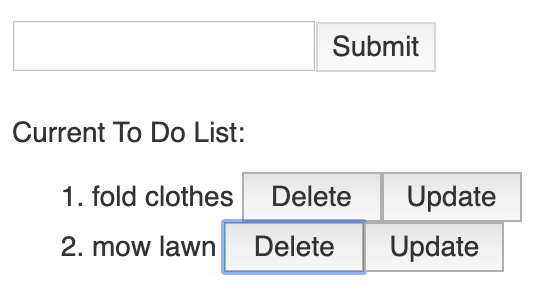 Submit
Current To Do List:
1. fold clothes Delete Update
2. mow lawn Delete Update